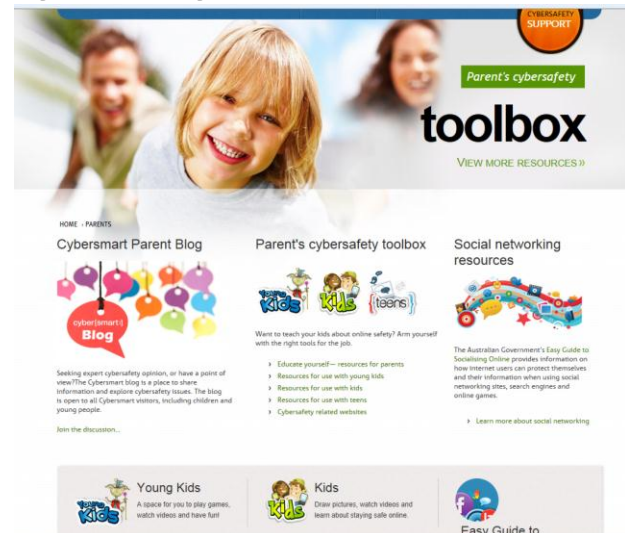 CYBERSAFETY
SUPPORT
Parent's cybersafety
toolbox
VIEW MORE RESOURCES »
HOME › PARENTS
Cybersmart Parent Blog
cyber[smart:]
Blog
Seeking expert cybersafety opinion, or have a point of
view?The Cybersmart blog is a place to share
information and explore cybersafety issues. The blog
is open to all Cybersmart visitors, including children and
young people.
Join the discussion...
Parent's cybersafety toolbox
Young
Kids
Kids
{teens}
Want to teach your kids about online safety? Arm yourself
with the right tools for the job.
› Educate yourself— resources for parents
› Resources for use with young kids
› Resources for use with kids
› Resources for use with teens
› Cybersafety related websites
Social networking
resources
The Australian Government's Easy Guide to
Socialising Online provides information on
how internet users can protect themselves
and their information when using social
networking sites, search engines and
online games.
› Learn more about social networking
Young
Kids
Young Kids
A space for you to play games,
watch videos and have fun!
Kids
Kids
Draw pictures, watch videos and
learn about staying safe online.
Easy Guide to